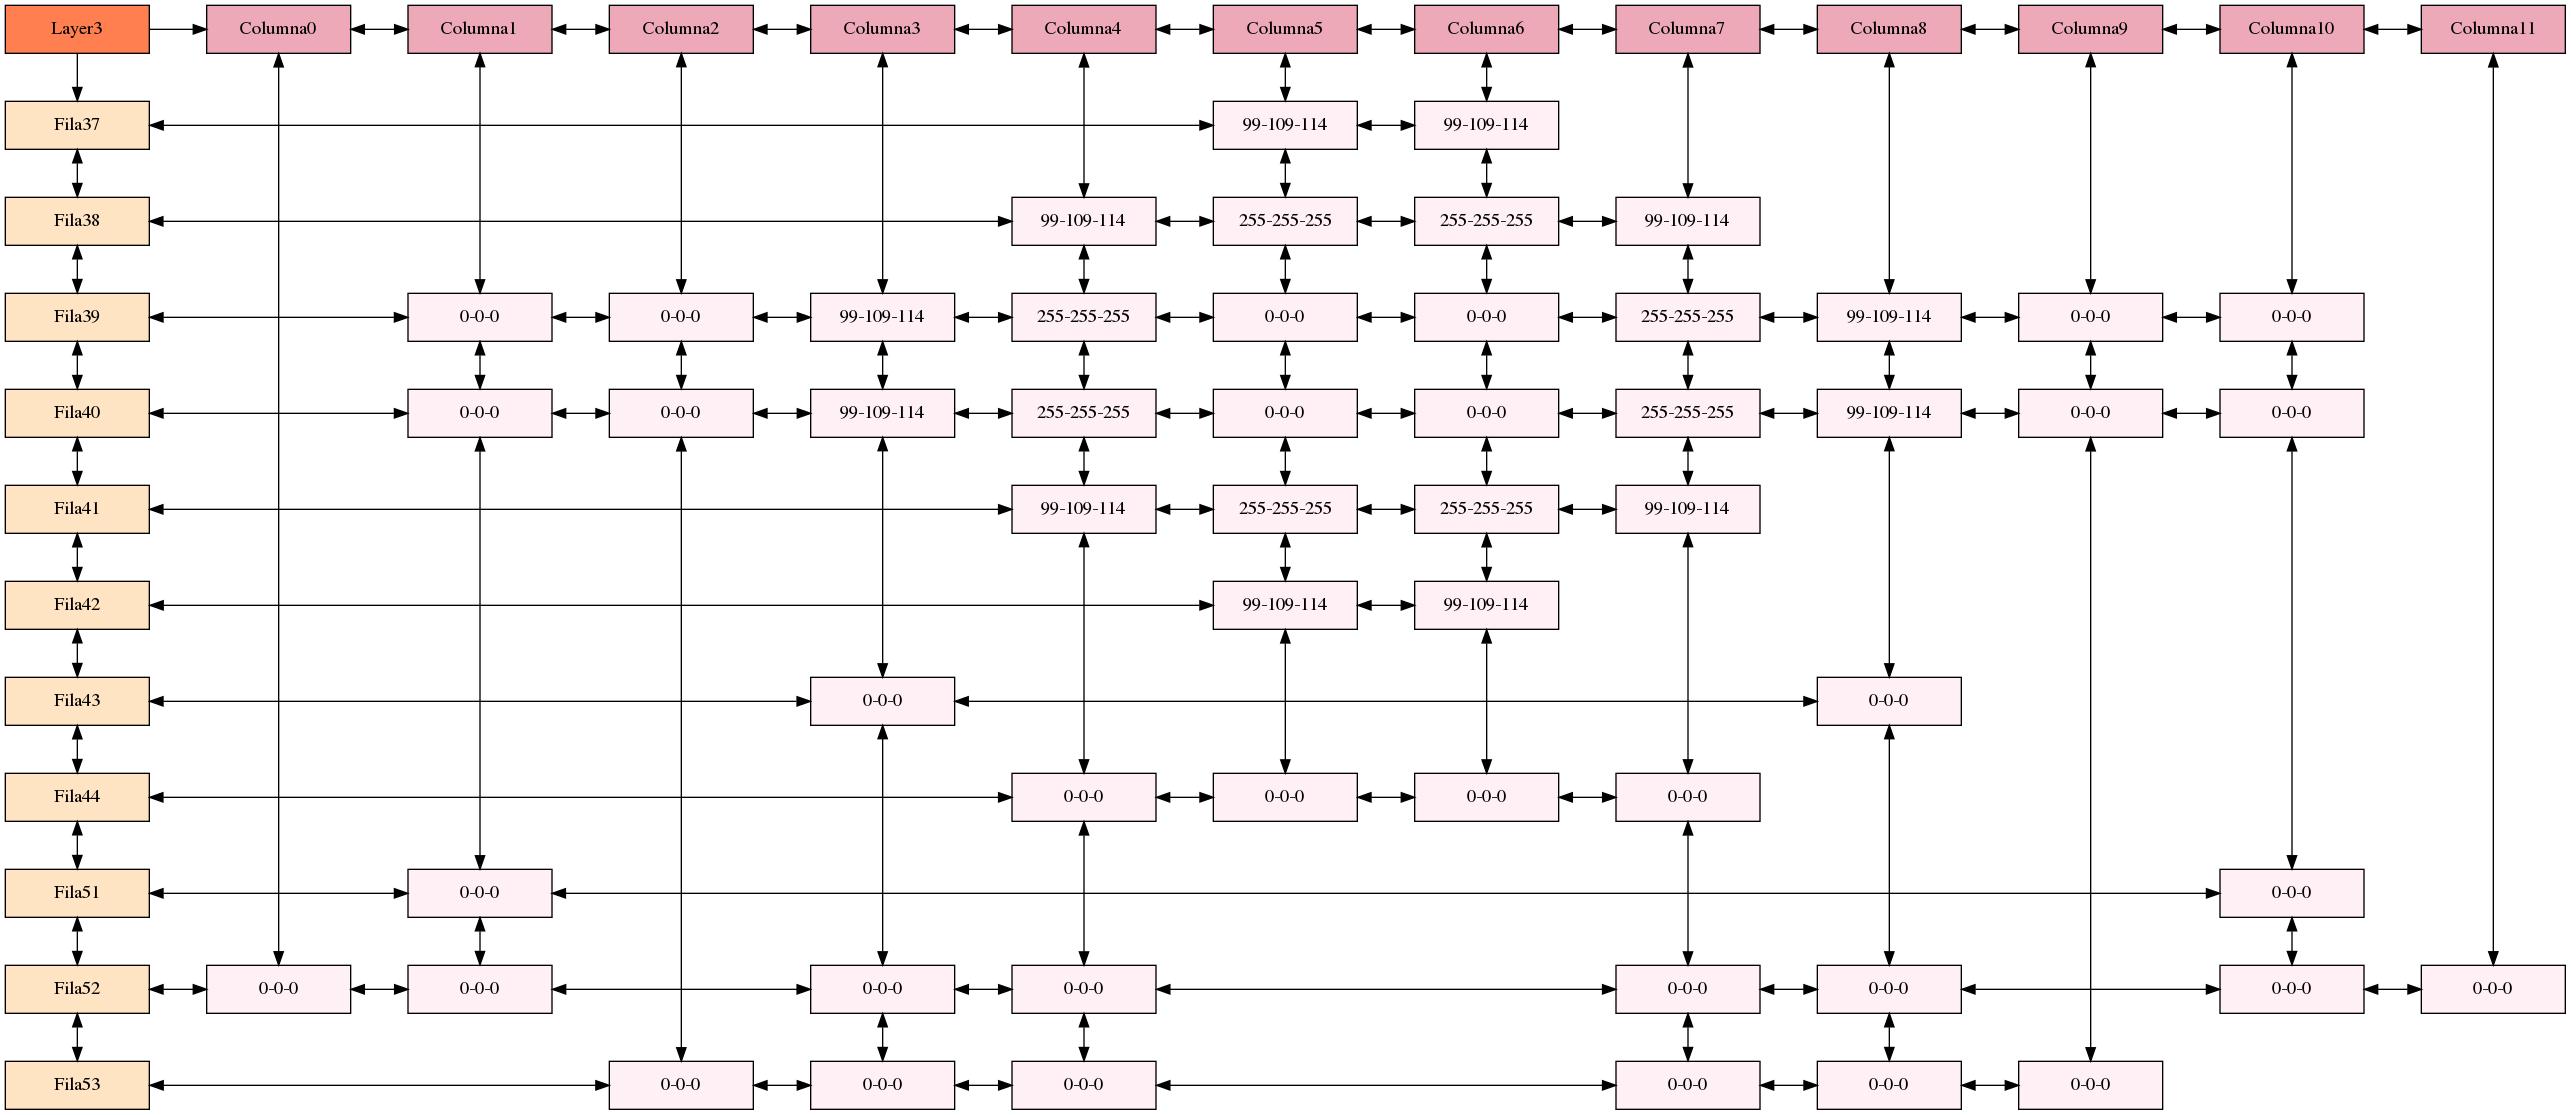 Layer3 Columna0 Columna1 Columna2 Columna3 Columna4 Columna5 Columna6 Columna7 Columna8 Columna9 Columna10 Columna11
Fila37 99-109-114 99-109-114
Fila38 99-109-114 255-255-255 255-255-255 99-109-114
Fila39 0-0-0 0-0-0 99-109-114 255-255-255 0-0-0 0-0-0 255-255-255 99-109-114 0-0-0 0-0-0
Fila40 0-0-0 0-0-0 99-109-114 255-255-255 0-0-0 0-0-0 255-255-255 99-109-114 0-0-0 0-0-0
Fila41 99-109-114 255-255-255 255-255-255 99-109-114
Fila42 99-109-114 99-109-114
Fila43 0-0-0 0-0-0
Fila44 0-0-0 0-0-0 0-0-0 0-0-0
Fila51 0-0-0 0-0-0
Fila52 0-0-0 0-0-0 0-0-0 0-0-0 0-0-0 0-0-0 0-0-0 0-0-0
Fila53 0-0-0 0-0-0 0-0-0 0-0-0 0-0-0 0-0-0